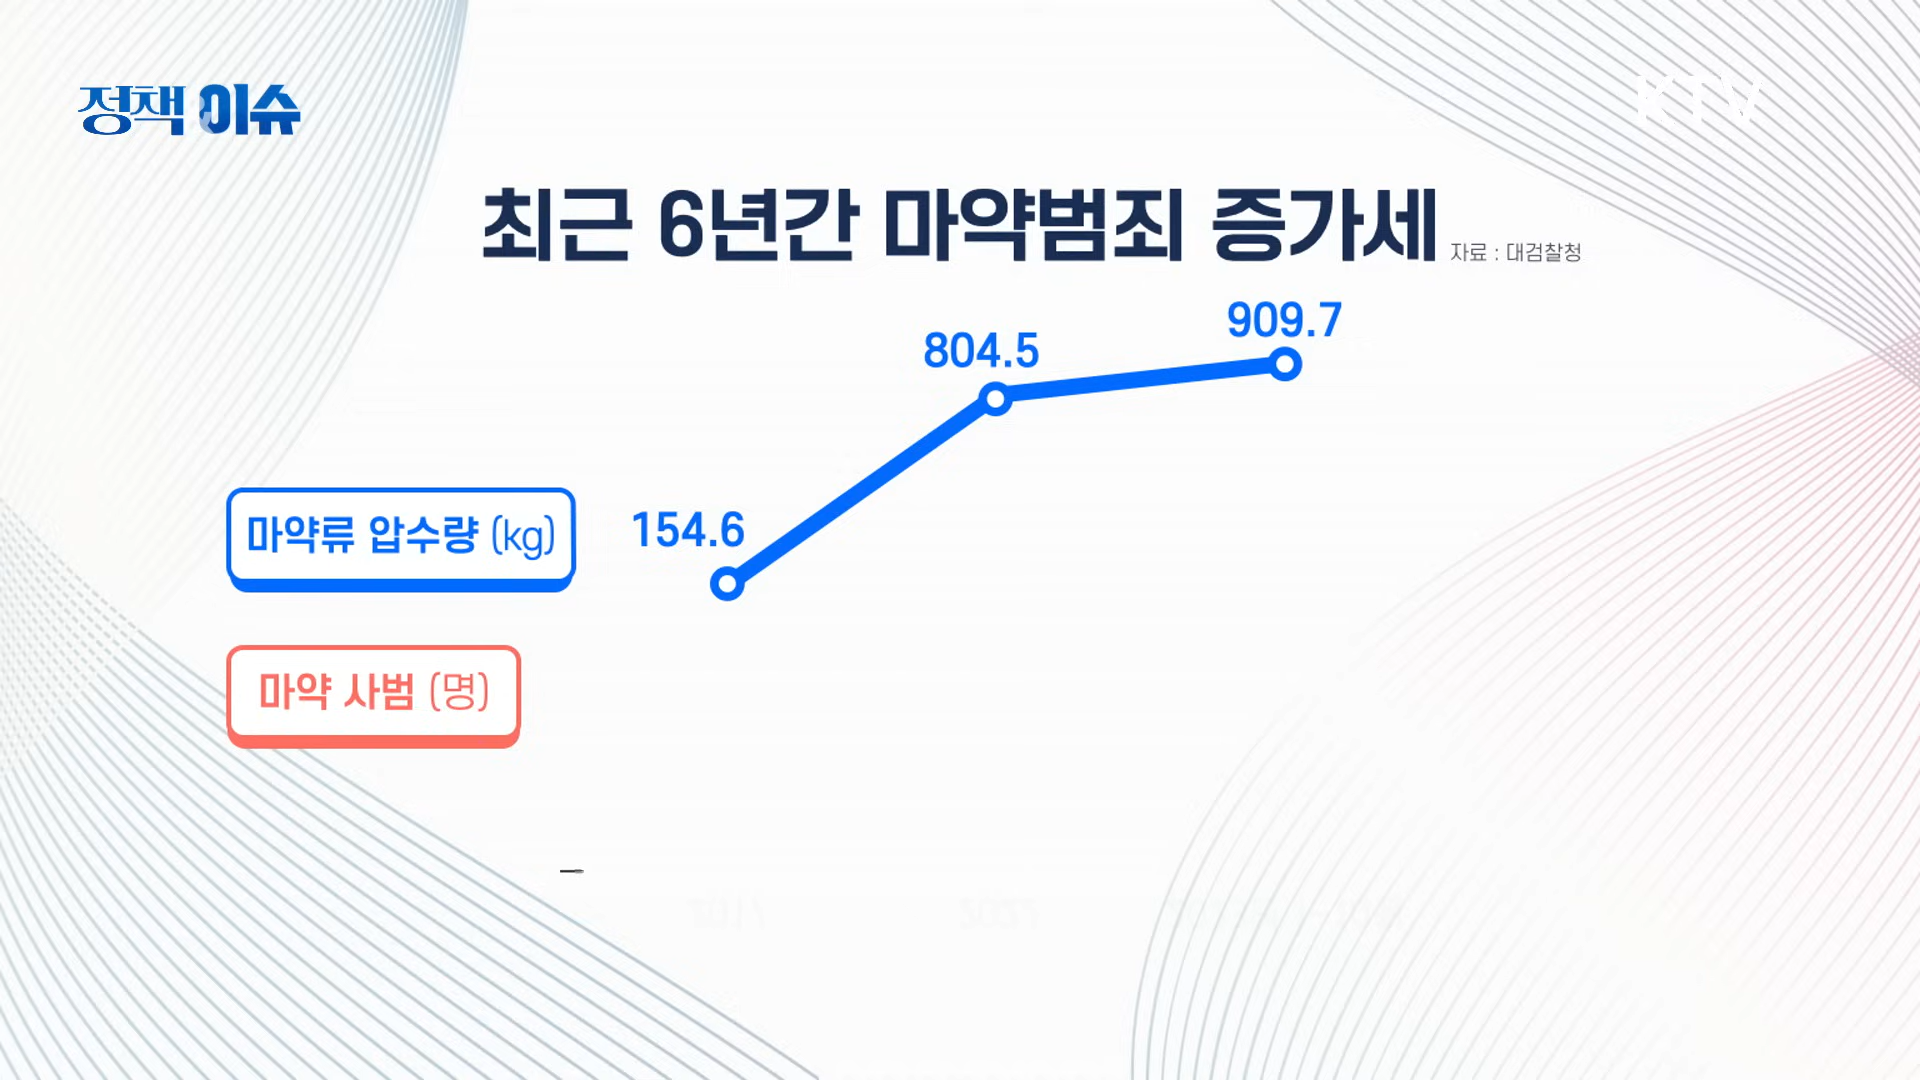 정책 이슈
KTV
최근 6년간 마약범죄 증가세
자료 : 대검찰청
909.7
804.5
154.6
마약류 압수량 (kg)
마약 사범 (명)